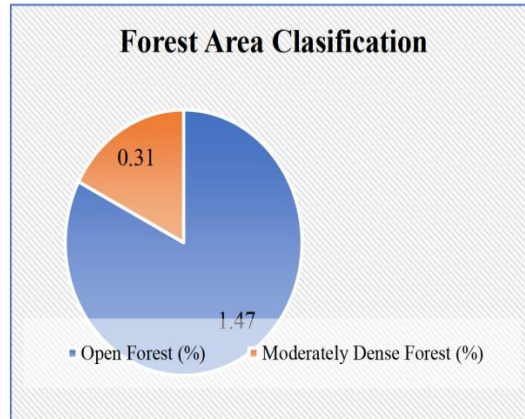 Forest Area Clasification
0.31
1.47
Open Forest (%)
Moderately Dense Forest (%)